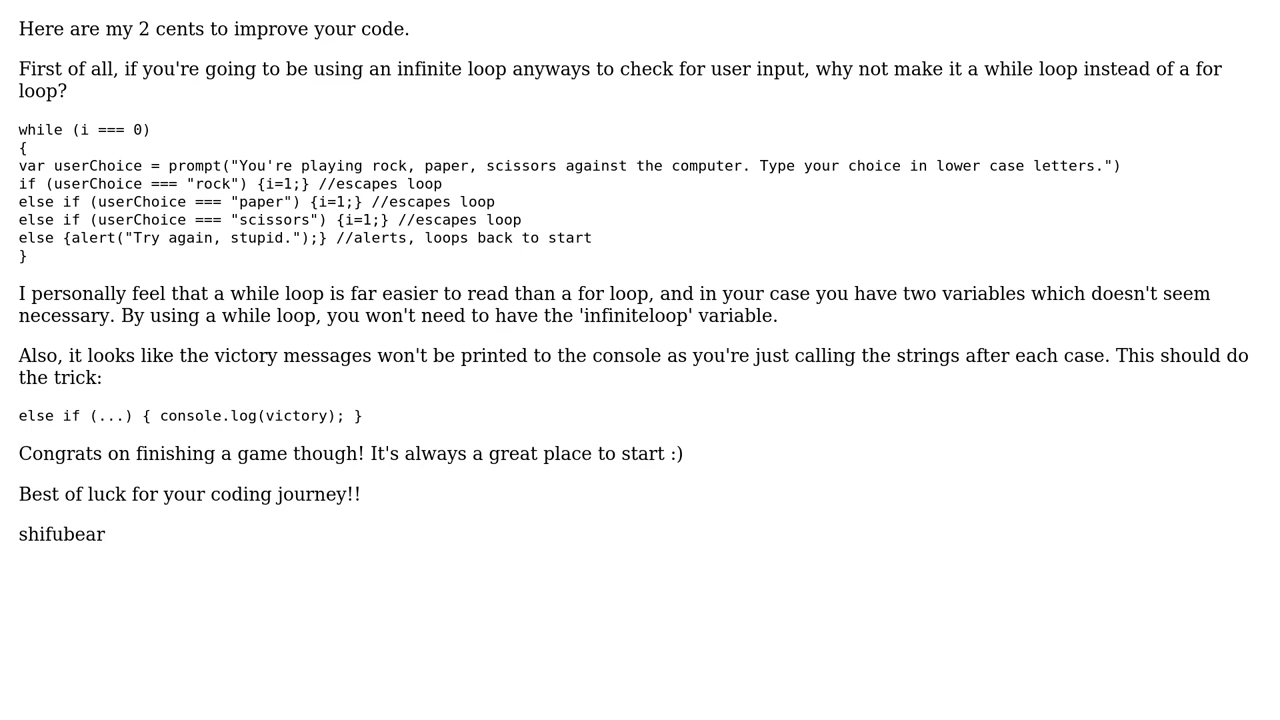 Here are my 2 cents to improve your code.
First of all, if you're going to be using an infinite loop anyways to check for user input, why not make it a while loop instead of a for
loop?
while (i === 0)
{
var userChoice = prompt("You're playing rock, paper, scissors against the computer. Type your choice in lower case letters.")
if (userChoice === "rock") {i=1;} //escapes loop
else if (userChoice === "paper") {i=1;} //escapes loop
else if (userChoice === "scissors") {i=1;} //escapes loop
else {alert("Try again, stupid.");} //alerts, loops back to start
}
I personally feel that a while loop is far easier to read than a for loop, and in your case you have two variables which doesn't seem
necessary. By using a while loop, you won't need to have the 'infiniteloop' variable.
Also, it looks like the victory messages won't be printed to the console as you're just calling the strings after each case. This should do
the trick:
else if (...) { console.log(victory); }
Congrats on finishing a game though! It's always a great place to start :)
Best of luck for your coding journey!!
shifubear